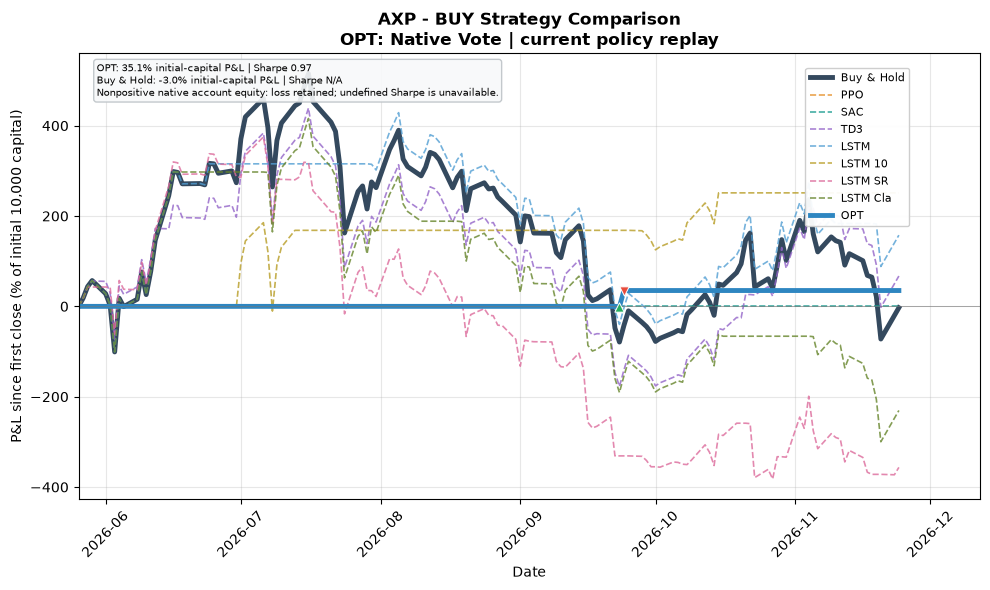 AXP - BUY Strategy Comparison
OPT: Native Vote | current policy replay
OPT: 35.1% initial-capital P&L | Sharpe 0.97
Buy & Hold: -3.0% initial-capital P&L | Sharpe N/A
Nonpositive native account equity: loss retained; undefined Sharpe is unavailable.
Buy & Hold
PPO
SAC
TD3
LSTM
LSTM 10
LSTM SR
LSTM Cla
OPT
P&L since first close (% of initial 10,000 capital)
400
200
0
−200
−400
2026-06
2026-07
2026-08
2026-09
2026-10
2026-11
2026-12
Date